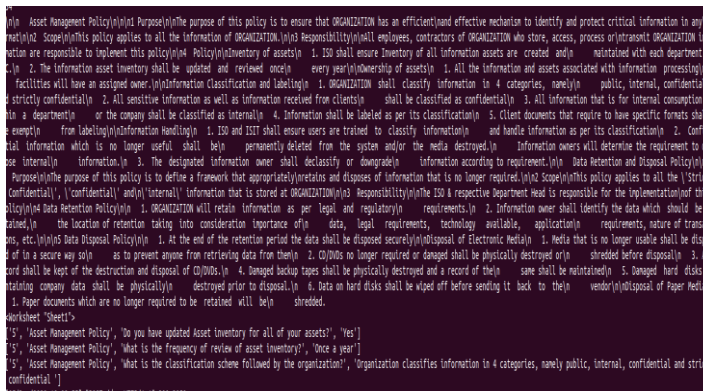 \n\n   Asset Management Policy\n\n\n1 Purpose\n\nThe purpose of this policy is to ensure that ORGANIZATION has an efficient\nand effective mechanism to identify and protect critical information in any
rmat\n\n2  Scope\n\nThis policy applies to all the information of ORGANIZATION.\n\n3 Responsibility\n\nAll employees, contractors of ORGANIZATION who store, access, process or\ntransmit ORGANIZATION i
mation are responsible to implement this policy\n\n4  Policy\n\nInventory of assets\n   1. ISO shall ensure Inventory of all information assets  are  created  and\n      maintained with each department
C.\n   2. The information asset inventory shall be  updated  and  reviewed  once\n      every year\n\nOwnership of assets\n   1. All the information and assets associated with information  processing\
facilities will have an assigned owner.\n\nInformation Classification and labeling\n   1. ORGANIZATION  shall  classify  information  in  4  categories,  namely\n      public, internal, confidentia
d strictly confidential\n   2. All sensitive information as well as information received from clients\n      shall be classified as confidential\n   3. All information that is for internal consumption
hin a  department\n      or the company shall be classified as internal\n   4. Information shall be labeled as per its classification\n   5. Client documents that require to have specific formats shal
e exempt\n      from labeling\n\nInformation Handling\n   1. ISO and ISIT shall ensure users are trained  to  classify  information\n      and handle information as per its classification\n   2.  Conf
tial  information  which  is  no  longer  useful   shall   be\n      permanently deleted  from  the  system  and/or  the  media  destroyed.\n      Information owners will determine the requirement to
ose  internal\n      information.\n   3.  The  designated  information  owner  shall  declassify  or  downgrade\n      information according to requirement.\n\n   Data Retention and Disposal Policy\n\
Purpose\n\nThe purpose of this policy is to define a framework that appropriately\nretains and disposes of information that is no longer required.\n\n2 Scope\n\nThis policy applies to all the \'Stri
Confidential\', \'confidential\' and\n\'internal\' information that is stored at ORGANIZATION\n\n3  Responsibility\n\nThe ISO & respective Department Head is responsible for the implementation\nof th
olicy\n\n4 Data Retention Policy\n\n   1. ORGANIZATION will retain  information  as  per  legal  and  regulatory\n      requirements.\n   2. Information owner shall identify the data which  should  be
tained,\n      the location of retention  taking  into  consideration  importance  of\n      data,  legal  requirements,  technology   available,   application\n      requirements, nature of trans
ons, etc.\n\n\n5 Data Disposal Policy\n\n   1. At the end of the retention period the data shall be disposed securely\n\nDisposal of Electronic Media\n   1. Media that is no longer usable shall be dis
d of in a secure way so\n      as to prevent anyone from retrieving data from them\n   2. CD/DVDs no longer required or damaged shall be physically destroyed or\n      shredded before disposal\n   3.
cord shall be kept of the destruction and disposal of CD/DVDs.\n   4. Damaged backup tapes shall be physically destroyed and a record of the\n      same shall be maintained\n   5.  Damaged  hard  disks
ntaining  company  data  shall  be  physically\n      destroyed prior to disposal.\n   6. Data on hard disks shall be wiped off before sending it  back  to  the\n      vendor\n\nDisposal of Paper Medi
1. Paper documents which are no longer required to be  retained  will  be\n      shredded.
<Worksheet "Sheet1">
['5', 'Asset Management Policy', 'Do you have updated Asset inventory for all of your assets?', 'Yes']
['5', 'Asset Management Policy', 'What is the frequency of review of asset inventory?', 'Once a year']
['5', 'Asset Management Policy', 'What is the classification scheme followed by the organization?', 'Organization classifies information in 4 categories, namely public, internal, confidential and stri
confidential ']